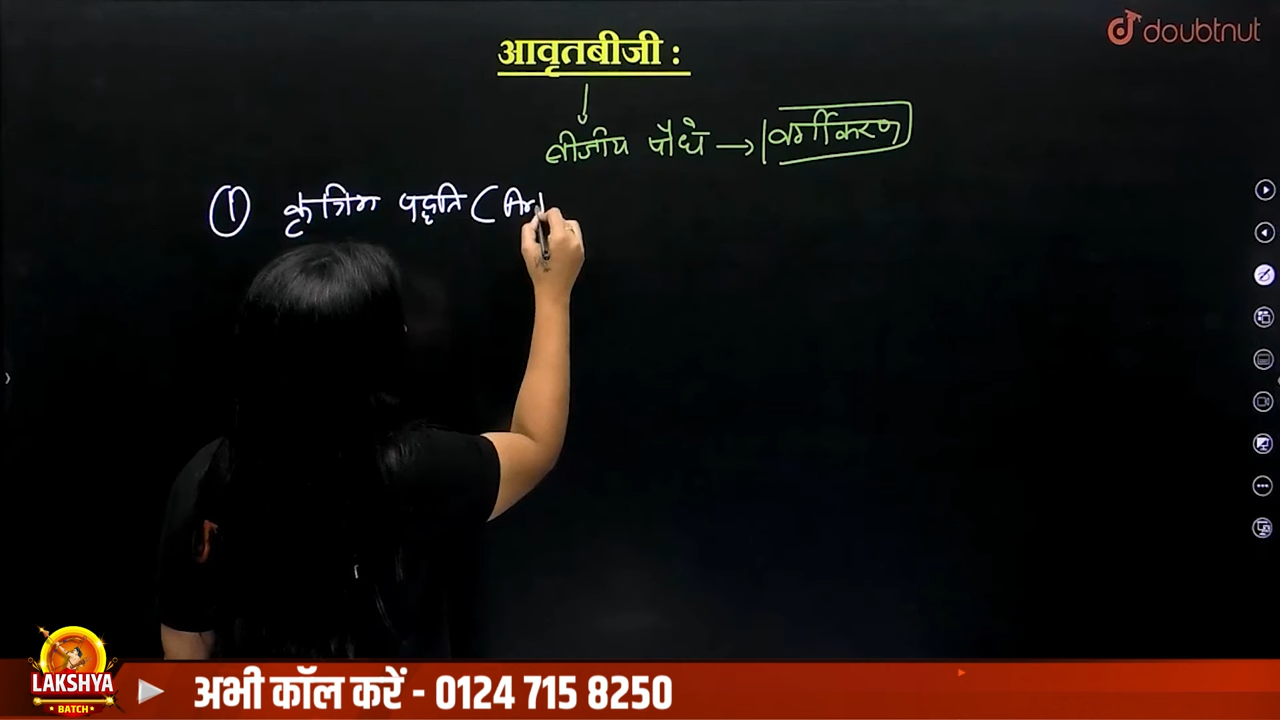 doubtnut
आवृतबीजी :
बीजीय पौधे → वर्गीकरण
① कृत्रिम पद्धति (
LAKSHYA
BATCH
अभी कॉल करें - 0124 715 8250